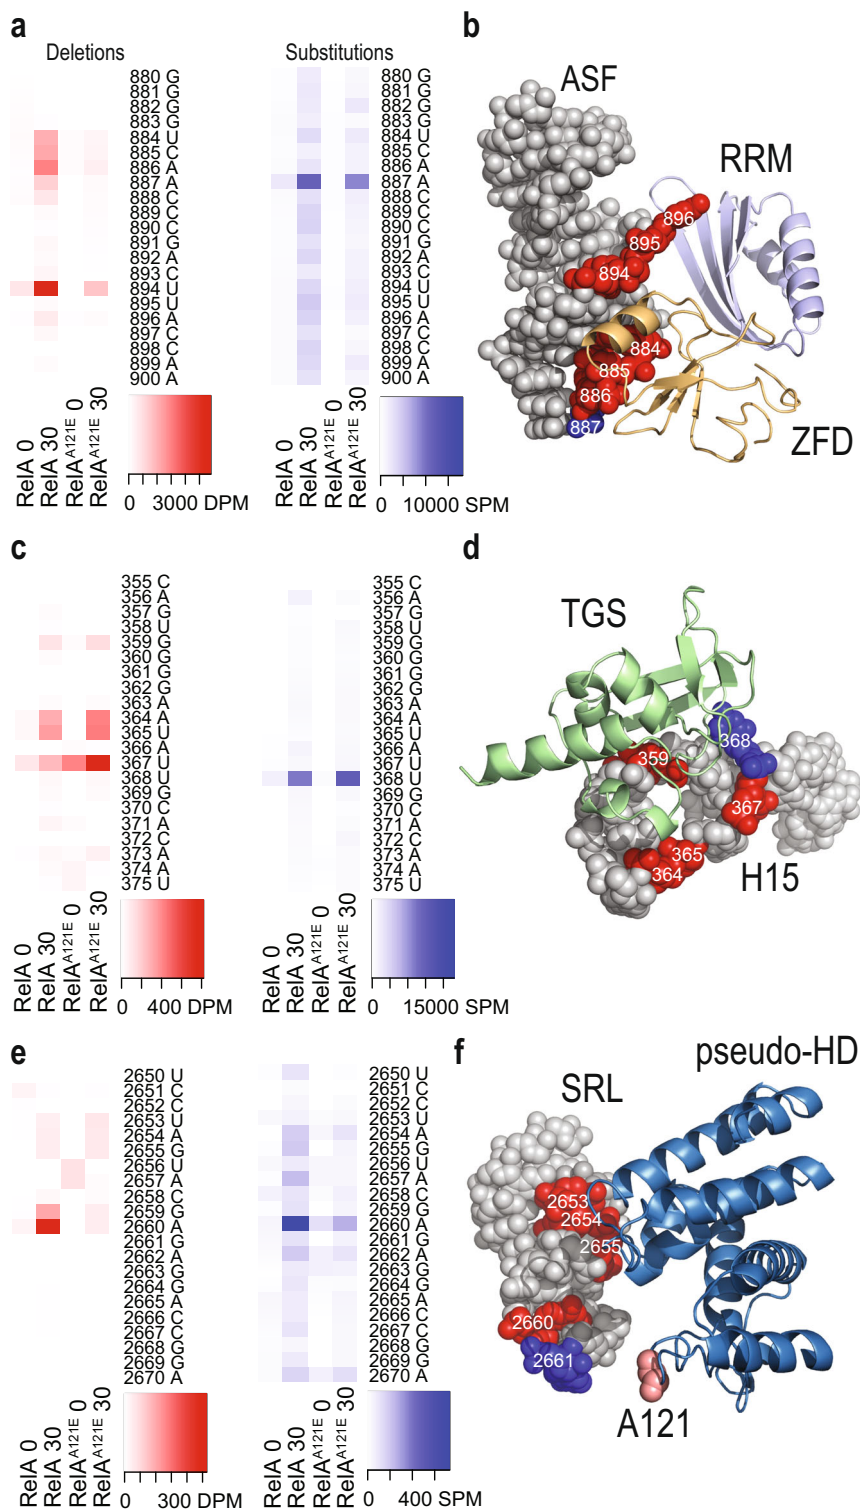 a
Deletions
Substitutions
880 G
881 G
882 G
883 G
884 U
885 C
886 A
887 A
888 C
889 C
890 C
891 G
892 A
893 C
894 U
895 U
896 A
897 C
898 C
899 A
900 A
880 G
881 G
882 G
883 G
884 U
885 C
886 A
887 A
888 C
889 C
890 C
891 G
892 A
893 C
894 U
895 U
896 A
897 C
898 C
899 A
900 A
RelA 0
RelA 30
RelA^A121E 0
RelA^A121E 30
0 3000 DPM
RelA 0
RelA 30
RelA^A121E 0
RelA^A121E 30
0 10000 SPM
b
ASF
RRM
896
895
894
884
885
886
887
ZFD
c
355 C
356 A
357 G
358 U
359 G
360 G
361 G
362 G
363 A
364 A
365 U
366 A
367 U
368 U
369 G
370 C
371 A
372 C
373 A
374 A
375 U
355 C
356 A
357 G
358 U
359 G
360 G
361 G
362 G
363 A
364 A
365 U
366 A
367 U
368 U
369 G
370 C
371 A
372 C
373 A
374 A
375 U
RelA 0
RelA 30
RelA^A121E 0
RelA^A121E 30
0 400 DPM
RelA 0
RelA 30
RelA^A121E 0
RelA^A121E 30
0 15000 SPM
d
TGS
368
359
367
365
364
H15
e
2650 U
2651 C
2652 C
2653 U
2654 A
2655 G
2656 U
2657 A
2658 C
2659 G
2660 A
2661 G
2662 A
2663 G
2664 G
2665 A
2666 C
2667 C
2668 G
2669 G
2670 A
2650 U
2651 C
2652 C
2653 U
2654 A
2655 G
2656 U
2657 A
2658 C
2659 G
2660 A
2661 G
2662 A
2663 G
2664 G
2665 A
2666 C
2667 C
2668 G
2669 G
2670 A
RelA 0
RelA 30
RelA^A121E 0
RelA^A121E 30
0 300 DPM
RelA 0
RelA 30
RelA^A121E 0
RelA^A121E 30
0 400 SPM
f
pseudo-HD
SRL
2653
2654
2655
2660
2661
A121